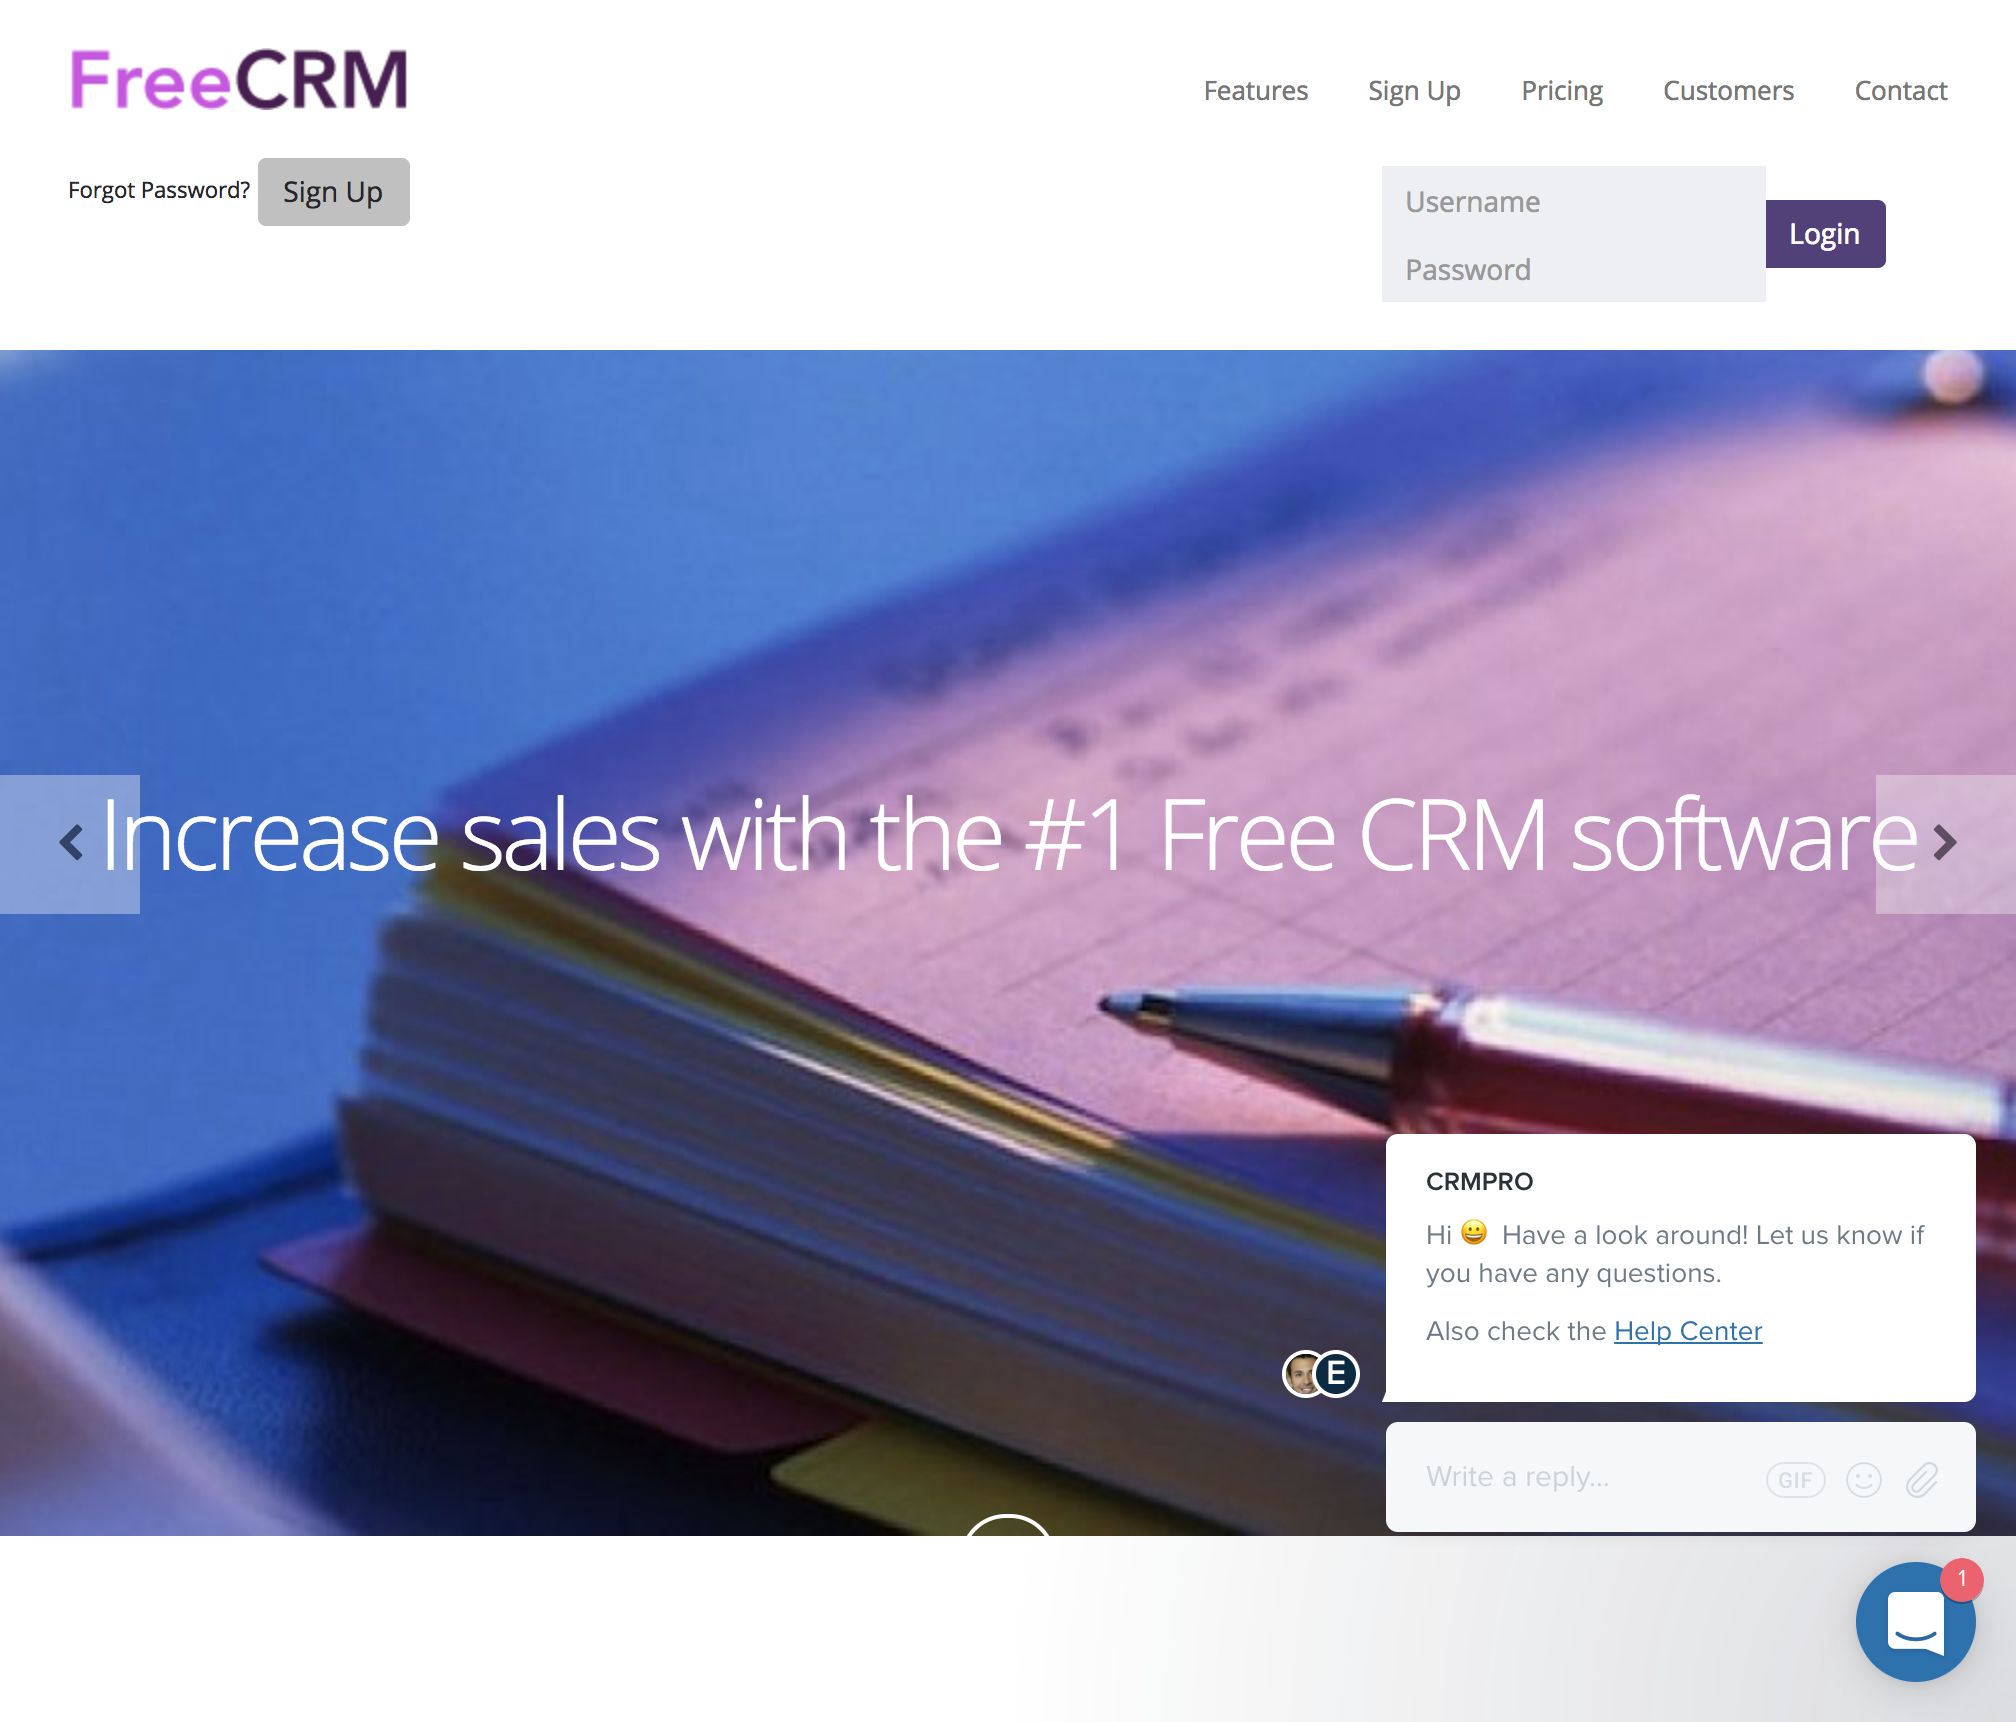 FreeCRM
Features Sign Up Pricing Customers Contact
Forgot Password? Sign Up
Username
Password
Login
Increase sales with the #1 Free CRM software
CRMPRO
Hi 😀 Have a look around! Let us know if
you have any questions.
Also check the Help Center
E
Write a reply...
GIF
1